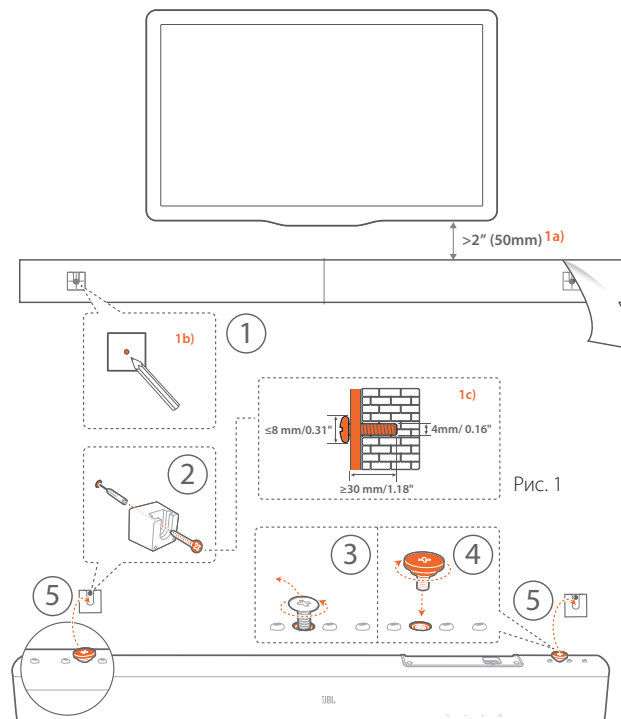 >2” (50mm) 1a)
1b)
1
1c)
≤8 mm/0.31"
4mm/ 0.16"
≥30 mm/1.18"
Рис. 1
2
3
4
5
5
JBL